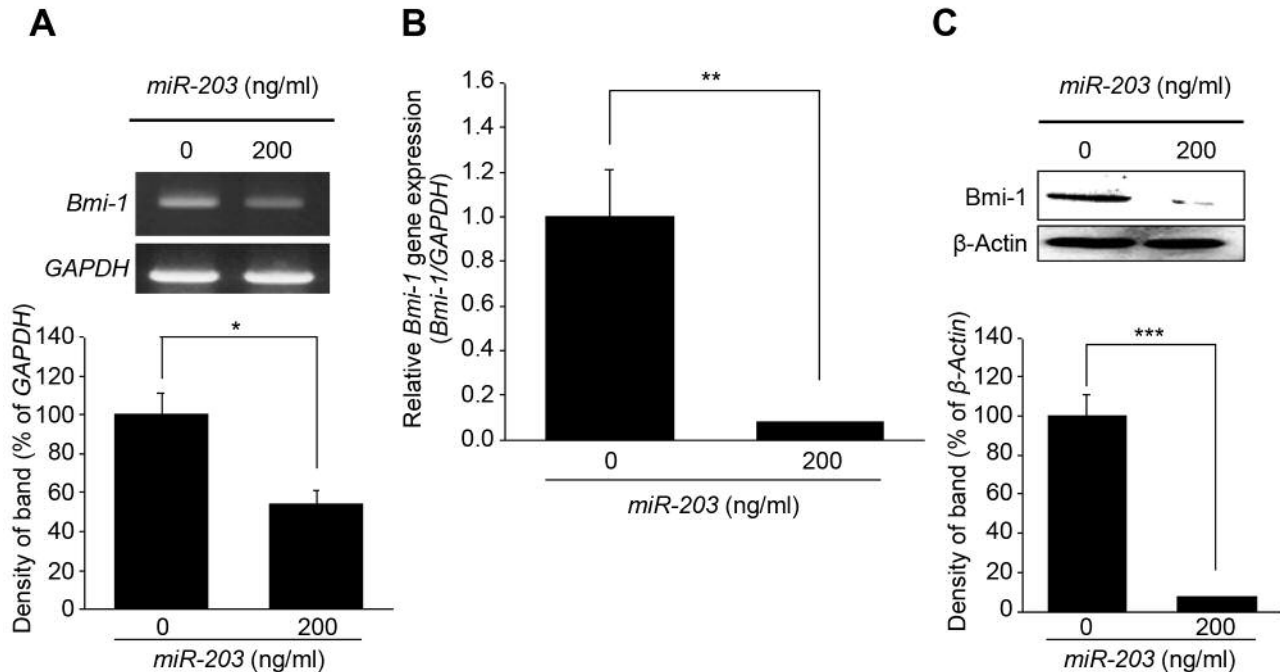 A
miR-203 (ng/ml)
0 200
Bmi-1
GAPDH
Density of band (% of GAPDH)
140
120
100
80
60
40
20
0
*
0 200
miR-203 (ng/ml)
B
Relative Bmi-1 gene expression
(Bmi-1/GAPDH)
1.6
1.4
1.2
1.0
0.8
0.6
0.4
0.2
0.0
**
0 200
miR-203 (ng/ml)
C
miR-203 (ng/ml)
0 200
Bmi-1
β-Actin
Density of band (% of β-Actin)
140
120
100
80
60
40
20
0
***
0 200
miR-203 (ng/ml)